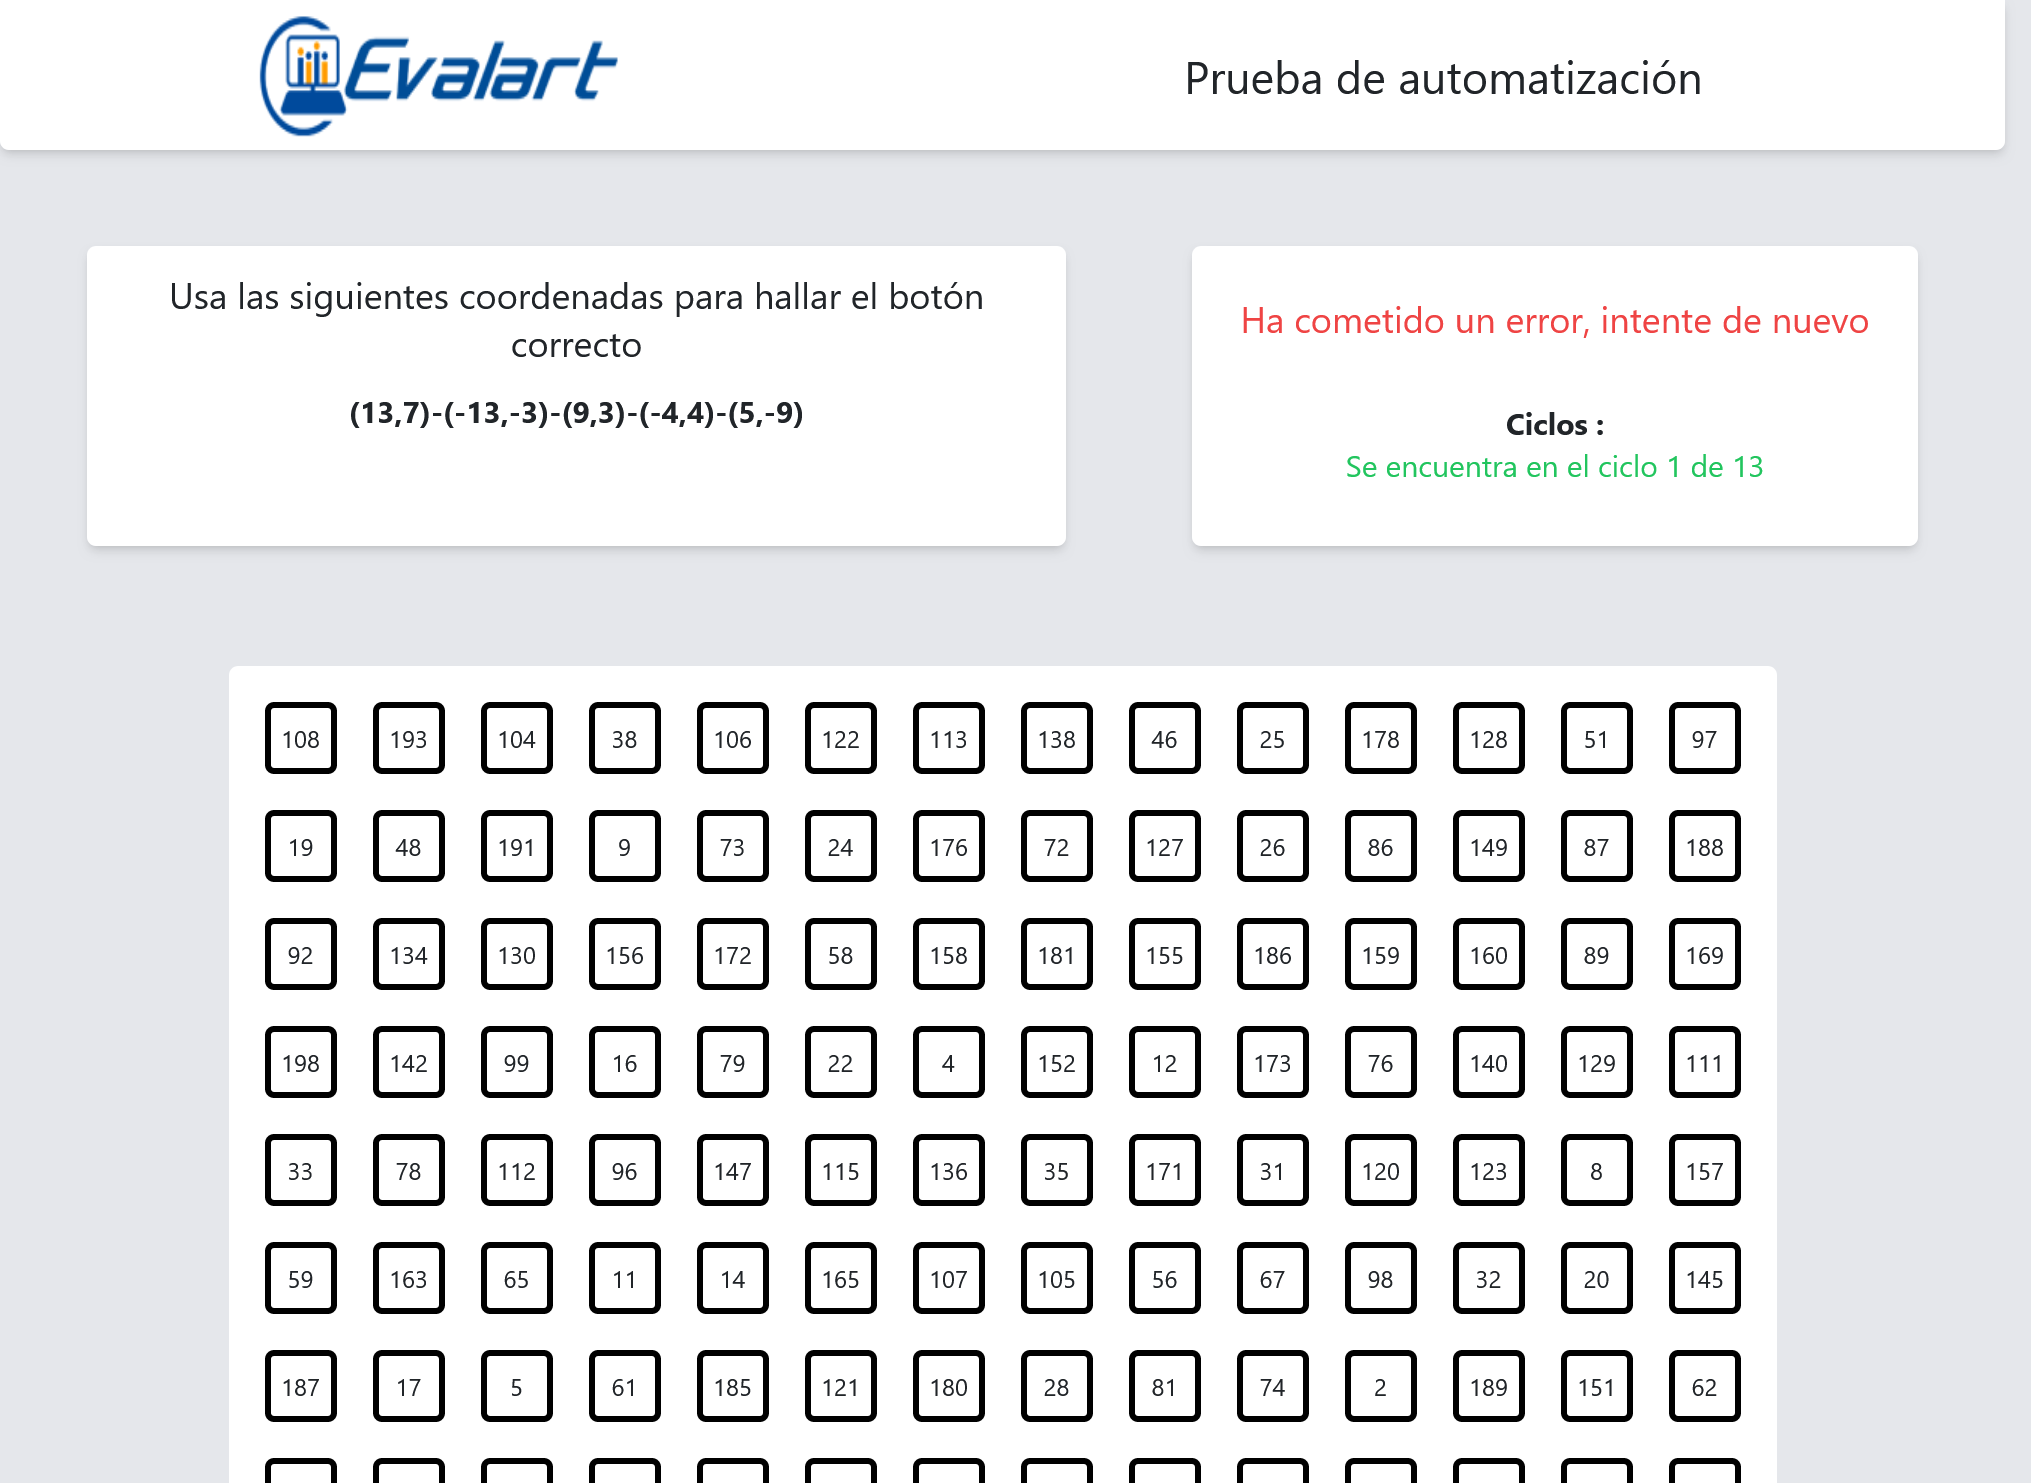 Evalart
Prueba de automatización
Usa las siguientes coordenadas para hallar el botón
correcto
(13,7)-(-13,-3)-(9,3)-(-4,4)-(5,-9)
Ha cometido un error, intente de nuevo
Ciclos :
Se encuentra en el ciclo 1 de 13
108 193 104 38 106 122 113 138 46 25 178 128 51 97
19 48 191 9 73 24 176 72 127 26 86 149 87 188
92 134 130 156 172 58 158 181 155 186 159 160 89 169
198 142 99 16 79 22 4 152 12 173 76 140 129 111
33 78 112 96 147 115 136 35 171 31 120 123 8 157
59 163 65 11 14 165 107 105 56 67 98 32 20 145
187 17 5 61 185 121 180 28 81 74 2 189 151 62